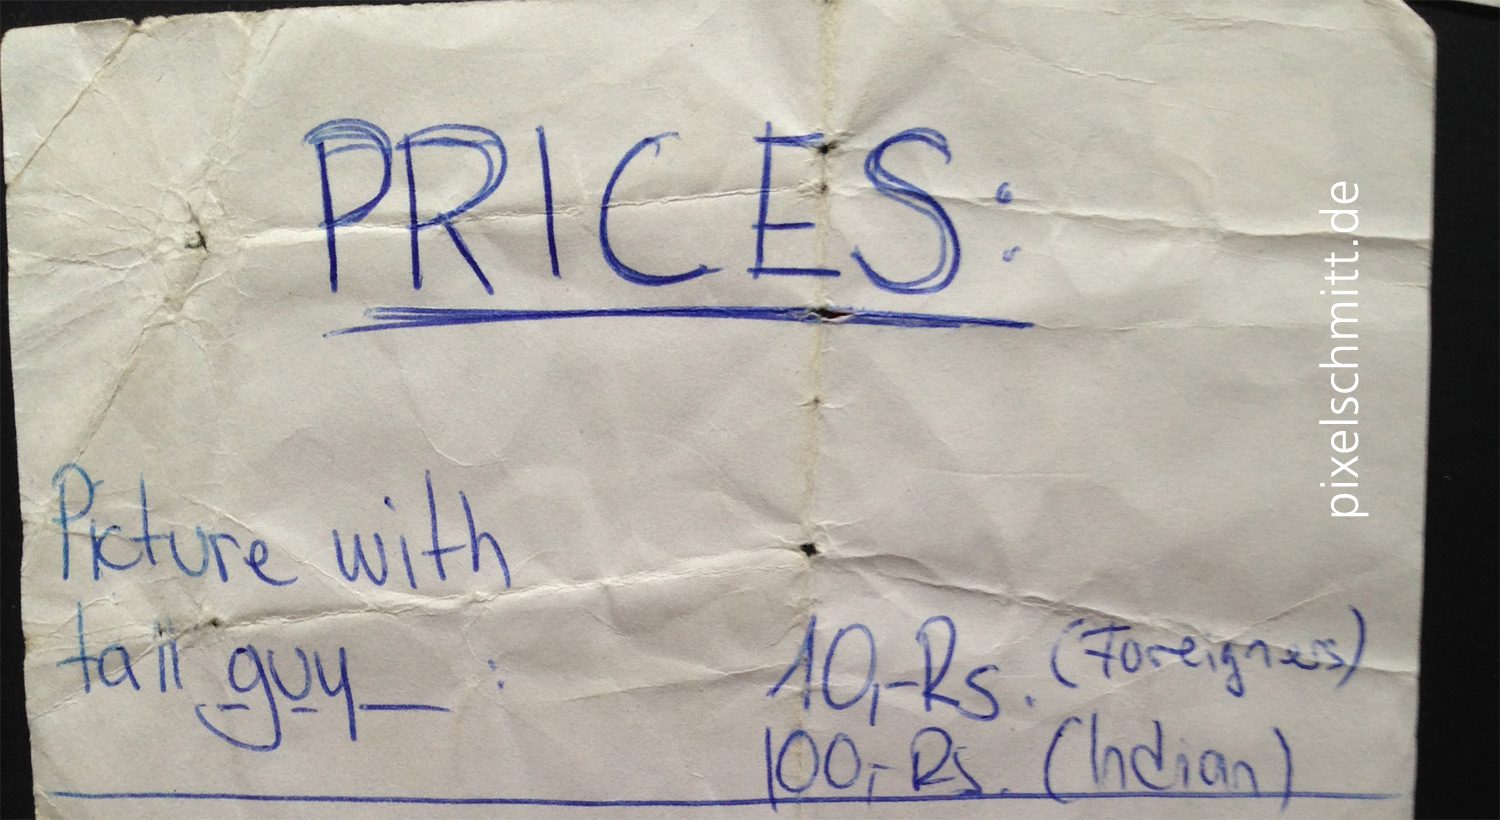 PRICES:
Picture with
tall guy :
10,-Rs. (Foreigners)
100,-Rs. (Indian)
pixelschmitt.de